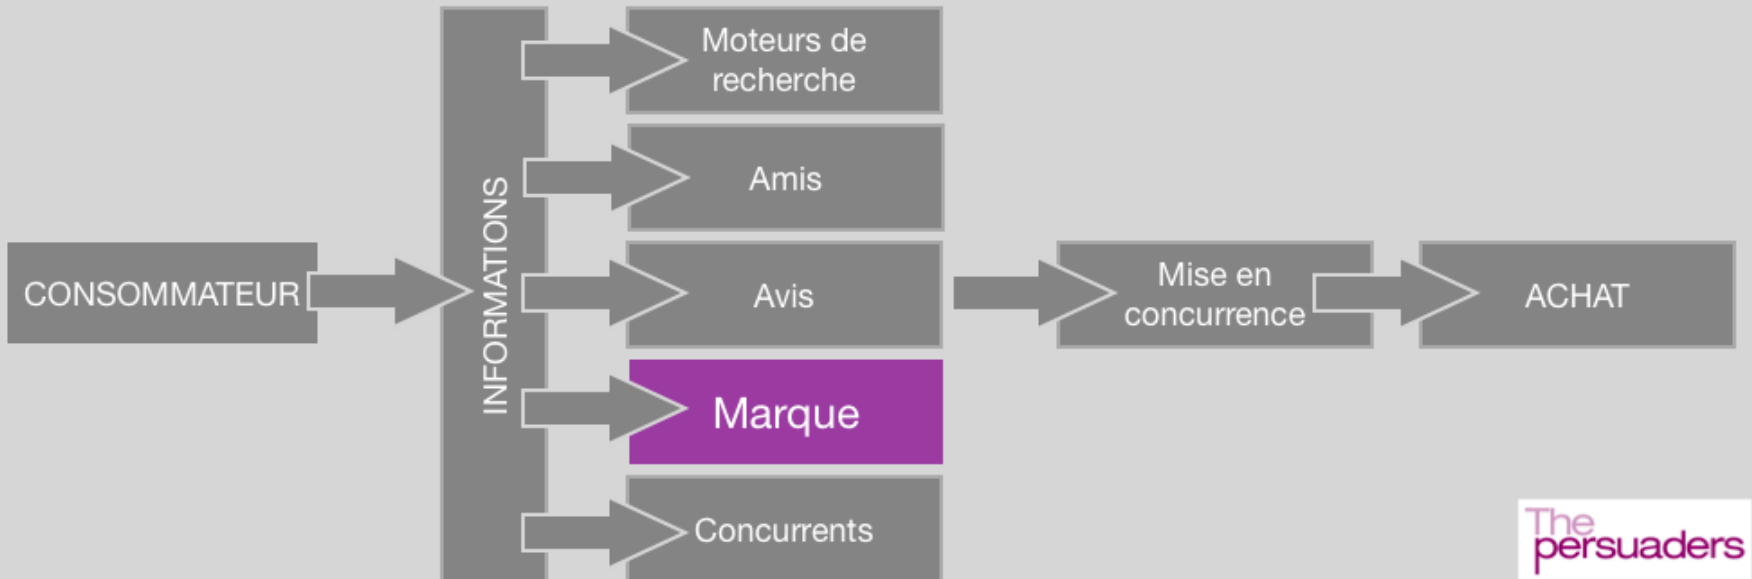 CONSOMMATEUR
INFORMATIONS
Moteurs de
recherche
Amis
Avis
Marque
Concurrents
Mise en
concurrence
ACHAT
The
persuaders